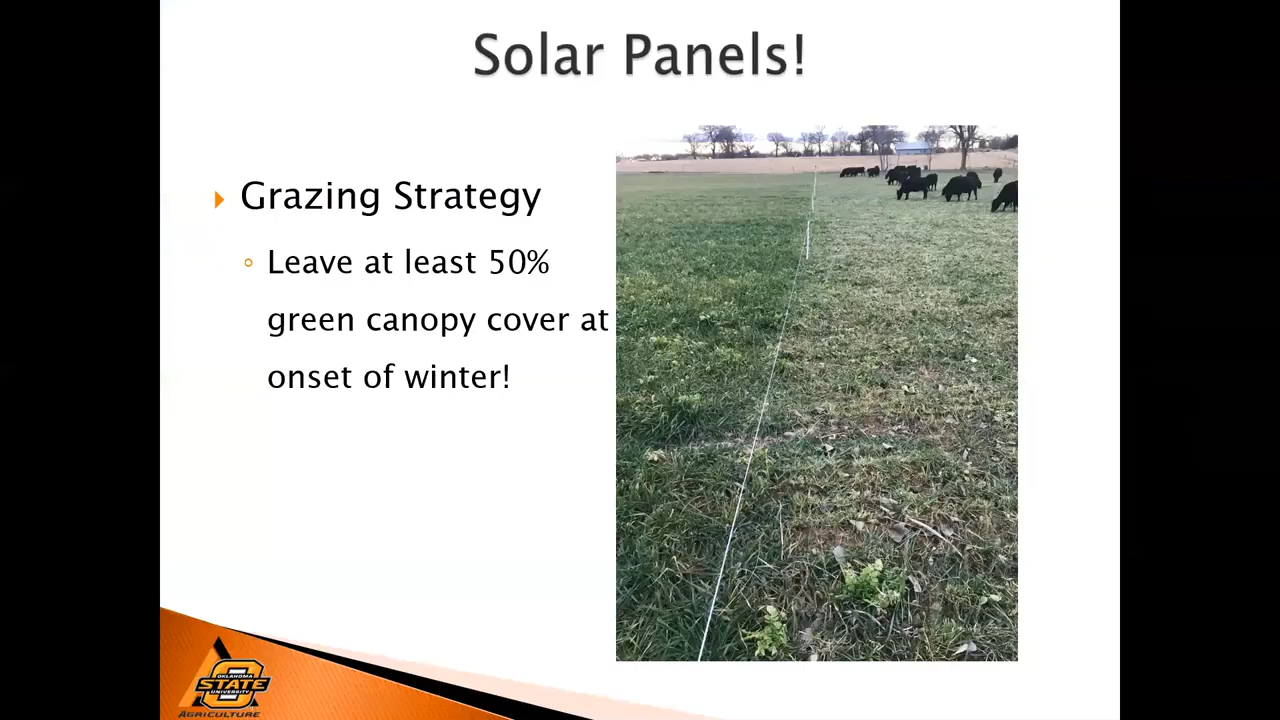 Solar Panels!
Grazing Strategy
Leave at least 50%
green canopy cover at
onset of winter!
OKLAHOMA
STATE
UNIVERSITY
AGRICULTURE